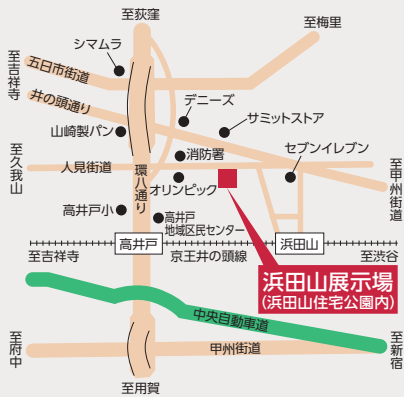 至荻窪
至梅里
シマムラ
至吉祥寺
五日市街道
井の頭通り
デニーズ
サミットストア
山崎製パン
消防署
セブンイレブン
至久我山
人見街道
環八通り
オリンピック
至甲州街道
高井戸小
高井戸
地域区民センター
高井戸
浜田山
至吉祥寺
京王井の頭線
至渋谷
浜田山展示場
(浜田山住宅公園内)
中央自動車道
至府中
甲州街道
至新宿
至用賀